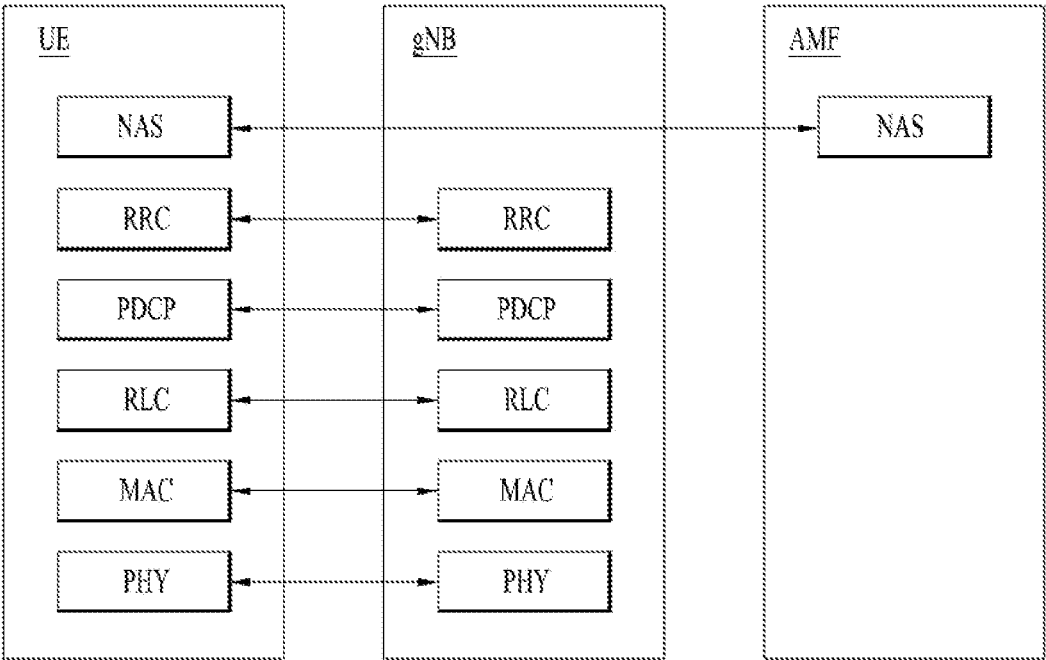 UE gNB AMF
NAS NAS
RRC RRC
PDCP PDCP
RLC RLC
MAC MAC
PHY PHY